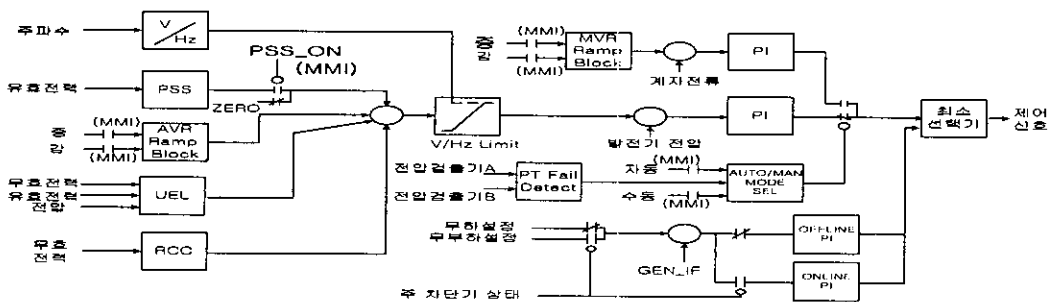 주파수
V
Hz
유효전력
PSS
PSS_ON
(MMI)
ZERO
증
(MMI)
감
(MMI)
AVR
Ramp
Block
무효전력
유효전력
전압
UEL
무효
전력
RCC
V/Hz Limit
(MMI)
증
감
(MMI)
MVR
Ramp
Block
계자전류
PI
발전기 전압
PI
전압검출기A
전압검출기B
PT Fail
Detect
자동
(MMI)
수동
(MMI)
AUTO/MAN
MODE
SEL
최소
선택기
제어
신호
부하설정
무부하설정
GEN_IF
OFFLINE
PI
ONLINE
PI
주 차단기 상태